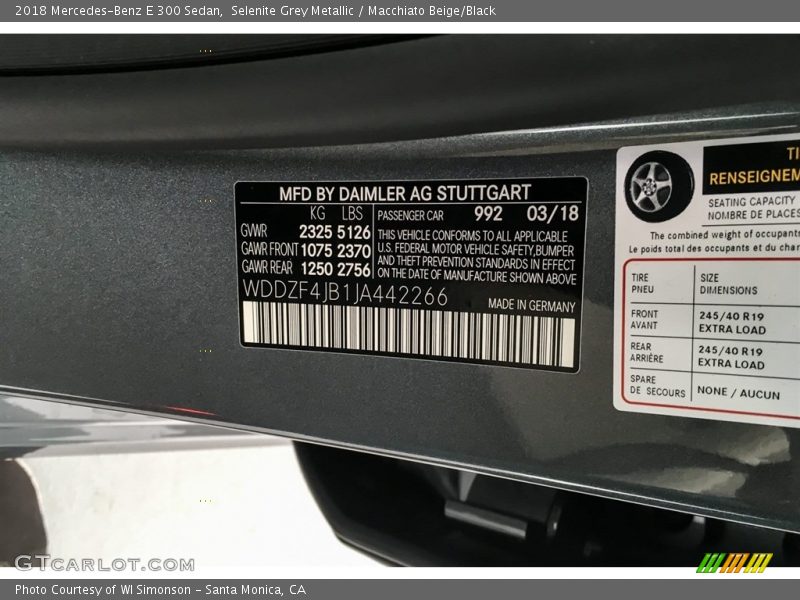 2018 Mercedes-Benz E 300 Sedan, Selenite Grey Metallic / Macchiato Beige/Black
MFD BY DAIMLER AG STUTTGART
KG LBS
GWR 2325 5126
GAWR FRONT 1075 2370
GAWR REAR 1250 2756
PASSENGER CAR 992 03/18
THIS VEHICLE CONFORMS TO ALL APPLICABLE
U.S. FEDERAL MOTOR VEHICLE SAFETY, BUMPER
AND THEFT PREVENTION STANDARDS IN EFFECT
ON THE DATE OF MANUFACTURE SHOWN ABOVE
WDDZF4JB1JA442266
MADE IN GERMANY
TI
RENSEIGNEM
SEATING CAPACITY
NOMBRE DE PLACES
The combined weight of occupants
Le poids total des occupants et du char
TIRE SIZE
PNEU DIMENSIONS
FRONT 245/40 R19
AVANT EXTRA LOAD
REAR 245/40 R19
ARRIÈRE EXTRA LOAD
SPARE
DE SECOURS NONE / AUCUN
GTCARLOT.COM
Photo Courtesy of WI Simonson - Santa Monica, CA